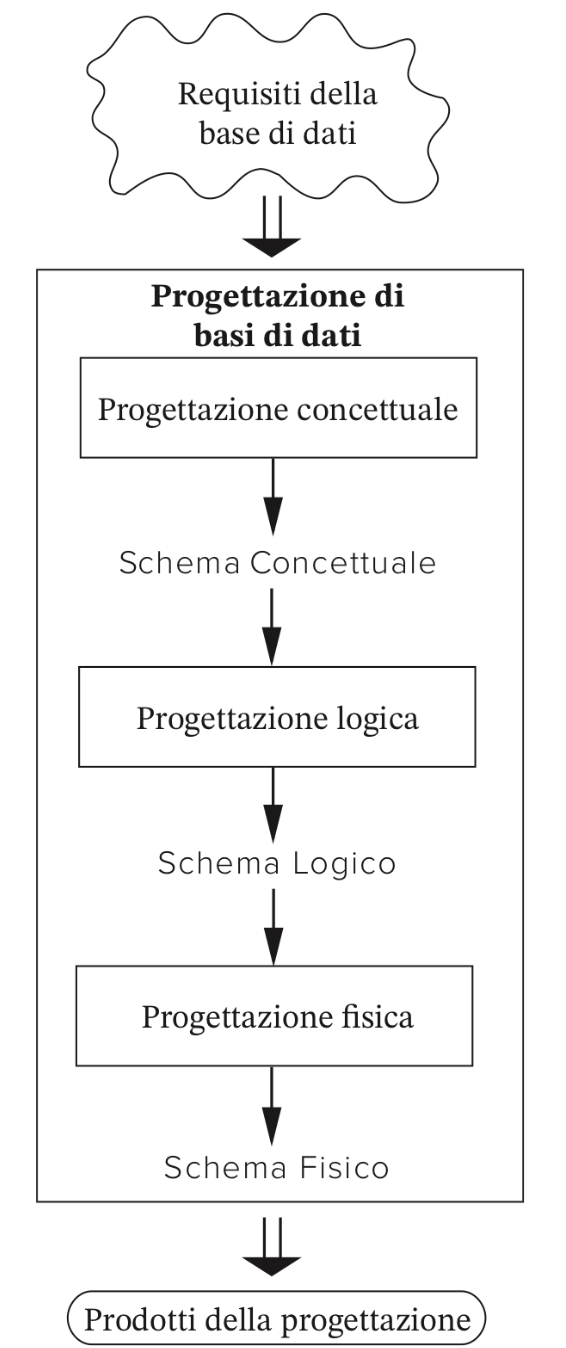 Requisiti della
base di dati
Progettazione di
basi di dati
Progettazione concettuale
Schema Concettuale
Progettazione logica
Schema Logico
Progettazione fisica
Schema Fisico
Prodotti della progettazione